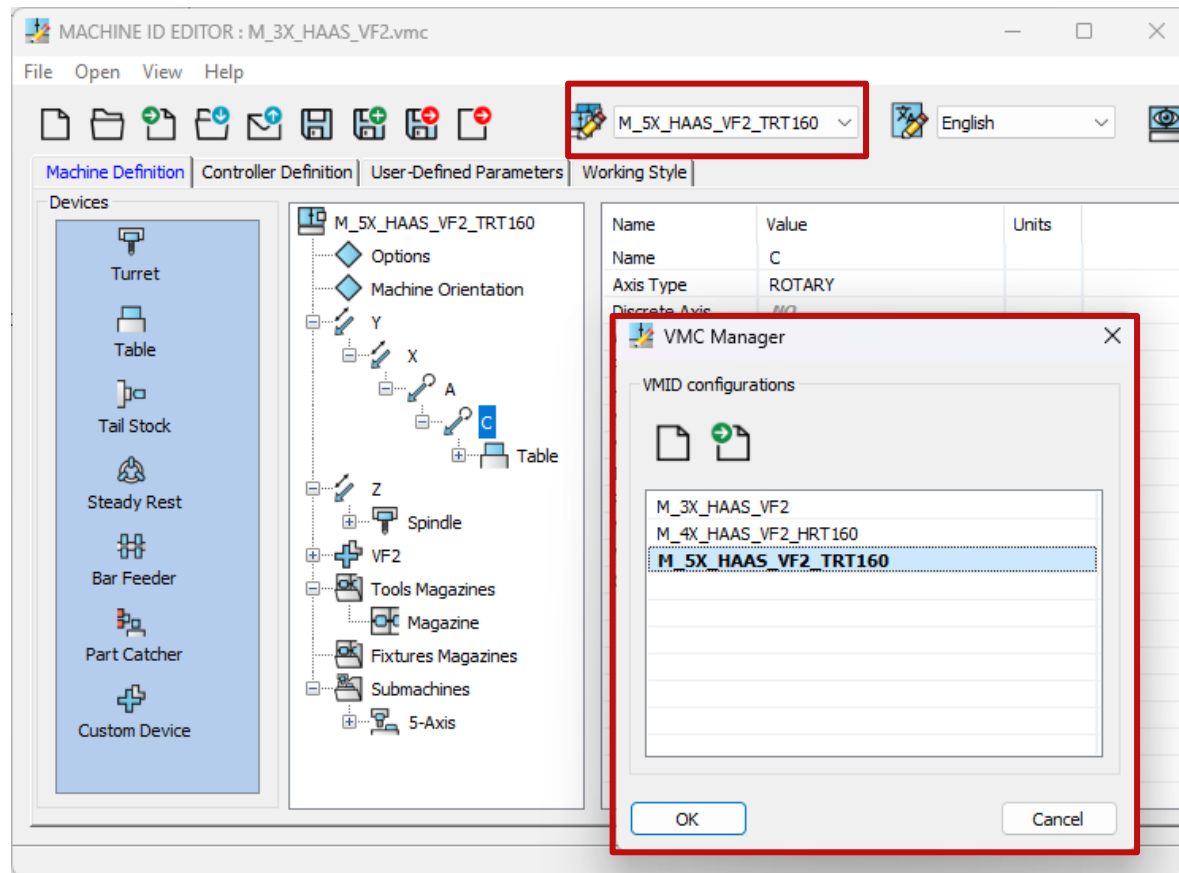 MACHINE ID EDITOR : M_3X_HAAS_VF2.vmc
File Open View Help
M_5X_HAAS_VF2_TRT160
English
Machine Definition Controller Definition User-Defined Parameters Working Style
Devices
Turret
Table
Tail Stock
Steady Rest
Bar Feeder
Part Catcher
Custom Device
M_5X_HAAS_VF2_TRT160
Options
Machine Orientation
Y
X
A
C
Table
Z
Spindle
VF2
Tools Magazines
Magazine
Fixtures Magazines
Submachines
5-Axis
Name Value Units
Name C
Axis Type ROTARY
Discrete Axis NO
VMC Manager
VMID configurations
M_3X_HAAS_VF2
M_4X_HAAS_VF2_HRT160
M_5X_HAAS_VF2_TRT160
OK Cancel